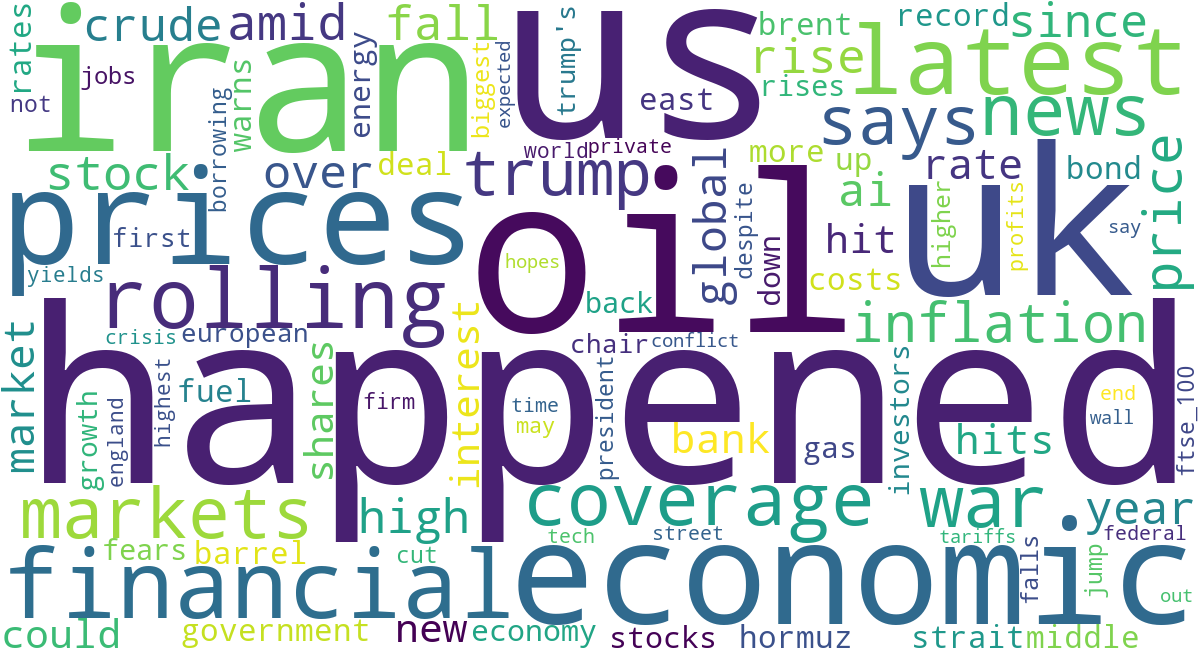 rates
crude
amid
fall
us
brent
record
since
iran
jobs
not
warns
energy
biggest
expected
trump's
rise
rises
latest
east
says
news
borrowing
stock
over
deal
world
private
trump
more
up
rate
bond
price
prices
first
yields
oil
hopes
global
despite
down
ai
hit
costs
uk
higher
profits
say
rolling
back
inflation
crisis
european
chair
conflict
market
happened
highest
fuel
shares
interest
firm
time
may
president
bank
gas
investors
hits
end
wall
ftse_100
growth
england
markets
high
coverage
war
year
fears
barrel
cut
tech
street
tariffs
federal
financial
economic
falls
jump
out
could
government
new
economy
stocks
hormuz
strait
middle